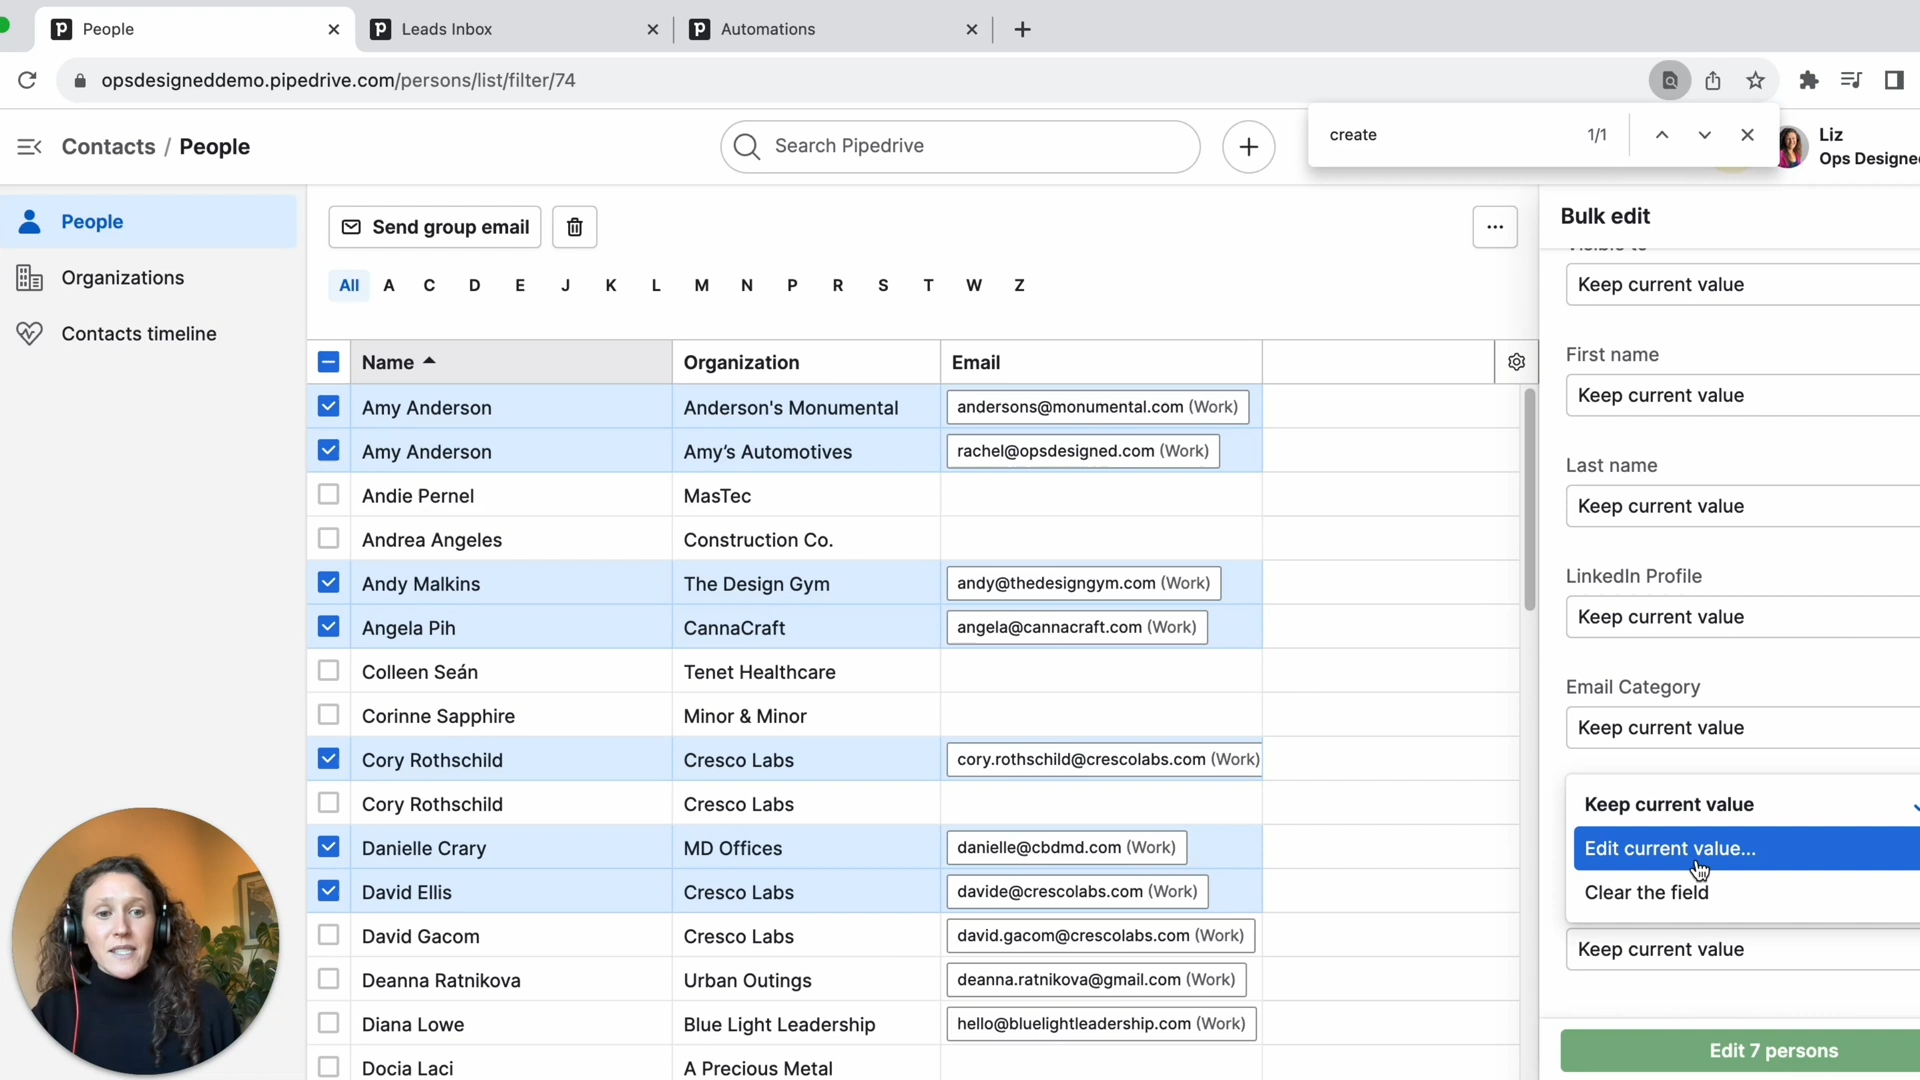 People
Leads Inbox
Automations
opsdesigneddemo.pipedrive.com/persons/list/filter/74
create
1/1
Contacts / People
Search Pipedrive
Liz
Ops Designe
People
Organizations
Contacts timeline
Send group email
All A C D E J K L M N P R S T W Z
Name Organization Email
Amy Anderson Anderson's Monumental andersons@monumental.com (Work)
Amy Anderson Amy’s Automotives rachel@opsdesigned.com (Work)
Andie Pernel MasTec
Andrea Angeles Construction Co.
Andy Malkins The Design Gym andy@thedesigngym.com (Work)
Angela Pih CannaCraft angela@cannacraft.com (Work)
Colleen Seán Tenet Healthcare
Corinne Sapphire Minor & Minor
Cory Rothschild Cresco Labs cory.rothschild@crescolabs.com (Work)
Cory Rothschild Cresco Labs
Danielle Crary MD Offices danielle@cbdmd.com (Work)
David Ellis Cresco Labs davide@crescolabs.com (Work)
David Gacom Cresco Labs david.gacom@crescolabs.com (Work)
Deanna Ratnikova Urban Outings deanna.ratnikova@gmail.com (Work)
Diana Lowe Blue Light Leadership hello@bluelightleadership.com (Work)
Docia Laci A Precious Metal
Bulk edit
Visible to
Keep current value
First name
Keep current value
Last name
Keep current value
LinkedIn Profile
Keep current value
Email Category
Keep current value
Keep current value
Edit current value...
Clear the field
Keep current value
Edit 7 persons